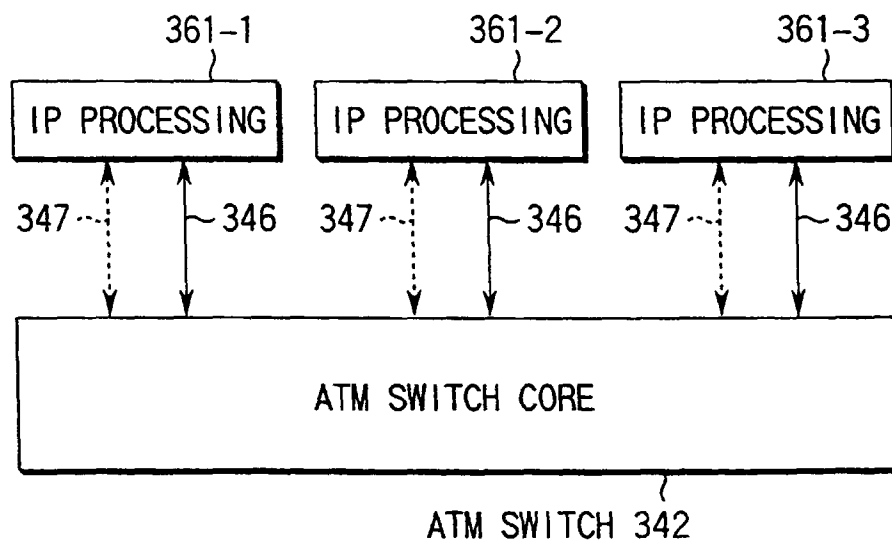 361-1 361-2 361-3
IP PROCESSING IP PROCESSING IP PROCESSING
347 346 347 346 347 346
ATM SWITCH CORE
ATM SWITCH 342